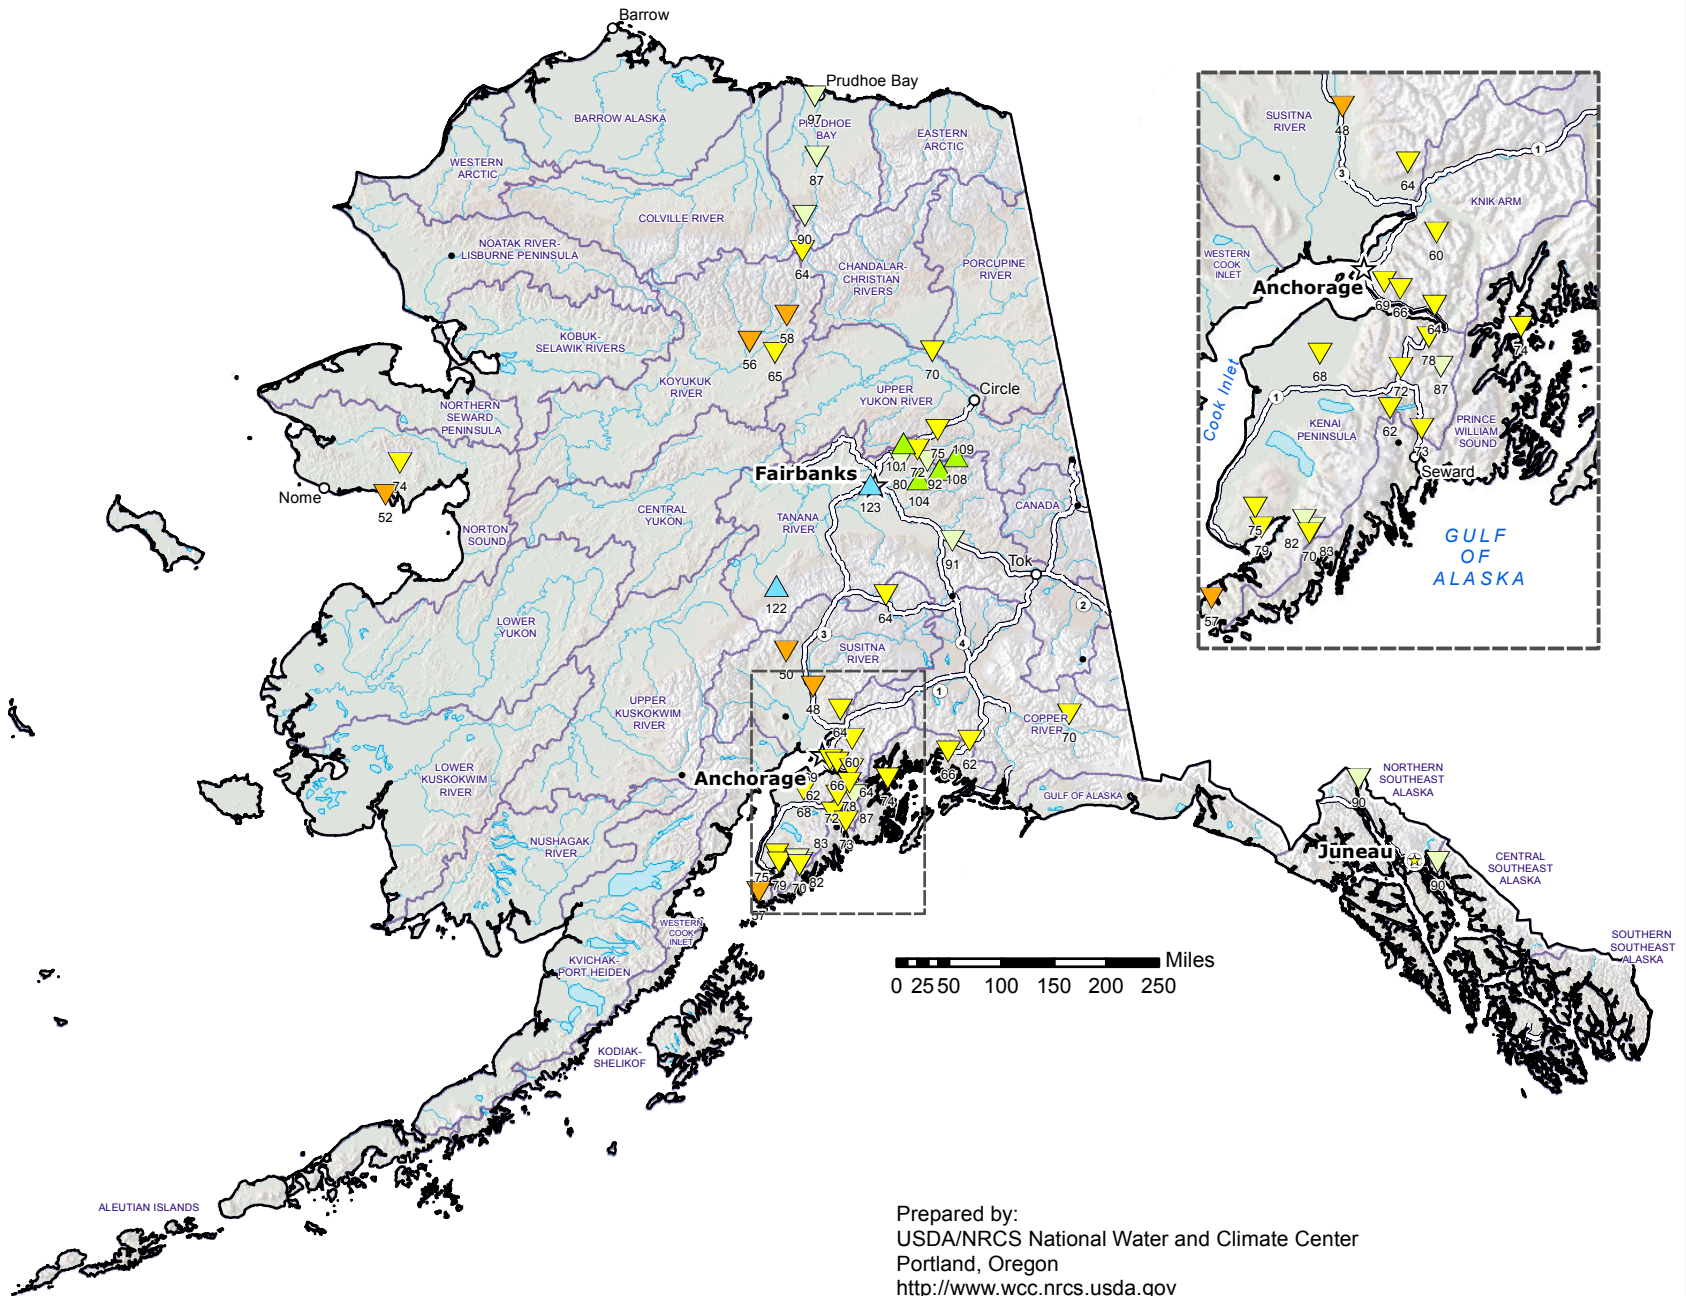 Barrow
Prudhoe Bay
97
PRUDHOE
BAY
BARROW ALASKA
EASTERN
ARCTIC
WESTERN
ARCTIC
87
COLVILLE RIVER
90
64
NOATAK RIVER-
LISBURNE PENINSULA
CHANDALAR-
CHRISTIAN
RIVERS
PORCUPINE
RIVER
58
56
65
KOBUK-
SELAWIK RIVERS
70
KOYUKUK
RIVER
UPPER
YUKON RIVER
Circle
NORTHERN
SEWARD
PENINSULA
Fairbanks
101
72
75
109
80
92
108
104
123
74
Nome
52
CENTRAL
YUKON
TANANA
RIVER
CANADA
NORTON
SOUND
91
Tok
122
64
2
LOWER
YUKON
3
4
SUSITNA
RIVER
50
48
1
UPPER
KUSKOKWIM
RIVER
64
COPPER
RIVER
70
60
66
62
Anchorage
69
62
66
64
74
LOWER
KUSKOKWIM
RIVER
68
72
78
87
73
83
GULF OF ALASKA
NUSHAGAK
RIVER
75
79
70
82
57
WESTERN
COOK
INLET
KVICHAK-
PORT HEIDEN
KODIAK-
SHELIKOF
ALEUTIAN ISLANDS
NORTHERN
SOUTHEAST
ALASKA
90
Juneau
90
CENTRAL
SOUTHEAST
ALASKA
SOUTHERN
SOUTHEAST
ALASKA
Miles
0 25 50 100 150 200 250
SUSITNA
RIVER
48
3
1
64
KNIK ARM
60
WESTERN
COOK
INLET
Anchorage
69
66
64
74
78
68
87
72
Cook Inlet
1
KENAI
PENINSULA
62
PRINCE
WILLIAM
SOUND
73
Seward
75
79
82
70
83
57
GULF
OF
ALASKA
Prepared by:
USDA/NRCS National Water and Climate Center
Portland, Oregon
http://www.wcc.nrcs.usda.gov